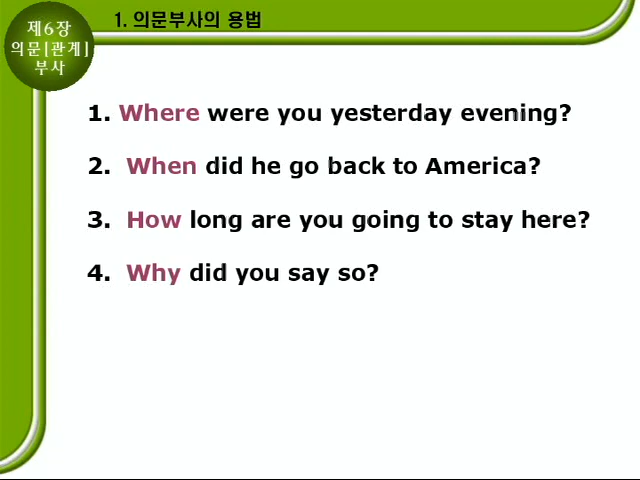 제6장
의문[관계]
부사
1. 의문부사의 용법
1. Where were you yesterday evening?
2. When did he go back to America?
3. How long are you going to stay here?
4. Why did you say so?